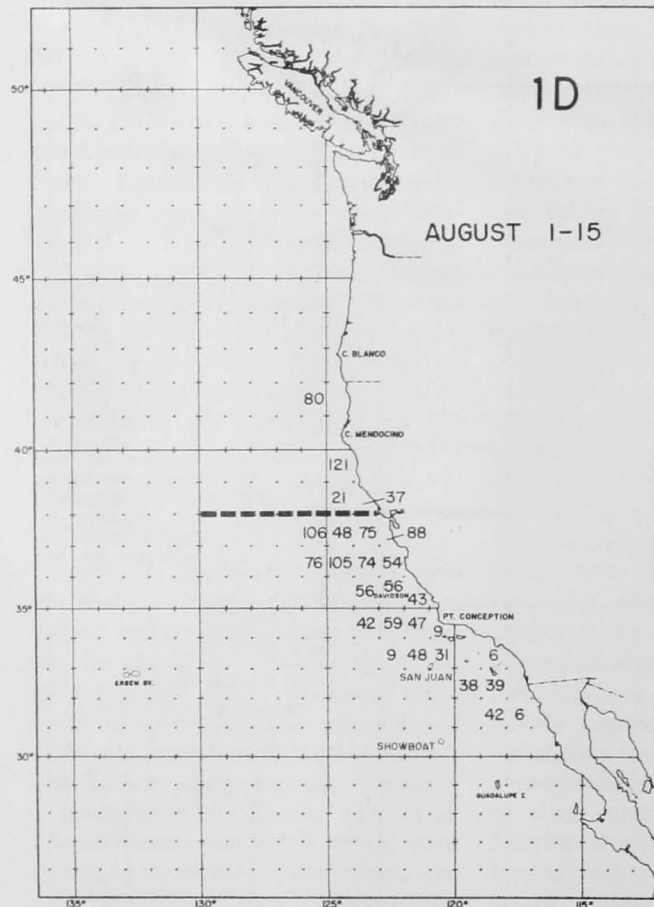 1D
50°
VANCOUVER I.
AUGUST 1-15
45°
C. BLANCO
80
C. MENDOCINO
40°
121
21 37
106 48 75 88
76 105 74 54
56 56
DAVIDSON 43
35°
PT. CONCEPTION
42 59 47
9
9 48 31 6
SAN JUAN
ERBEN BK.
38 39
42 6
SHOWBOAT
30°
GUADALUPE I.
135° 130° 125° 120° 115°